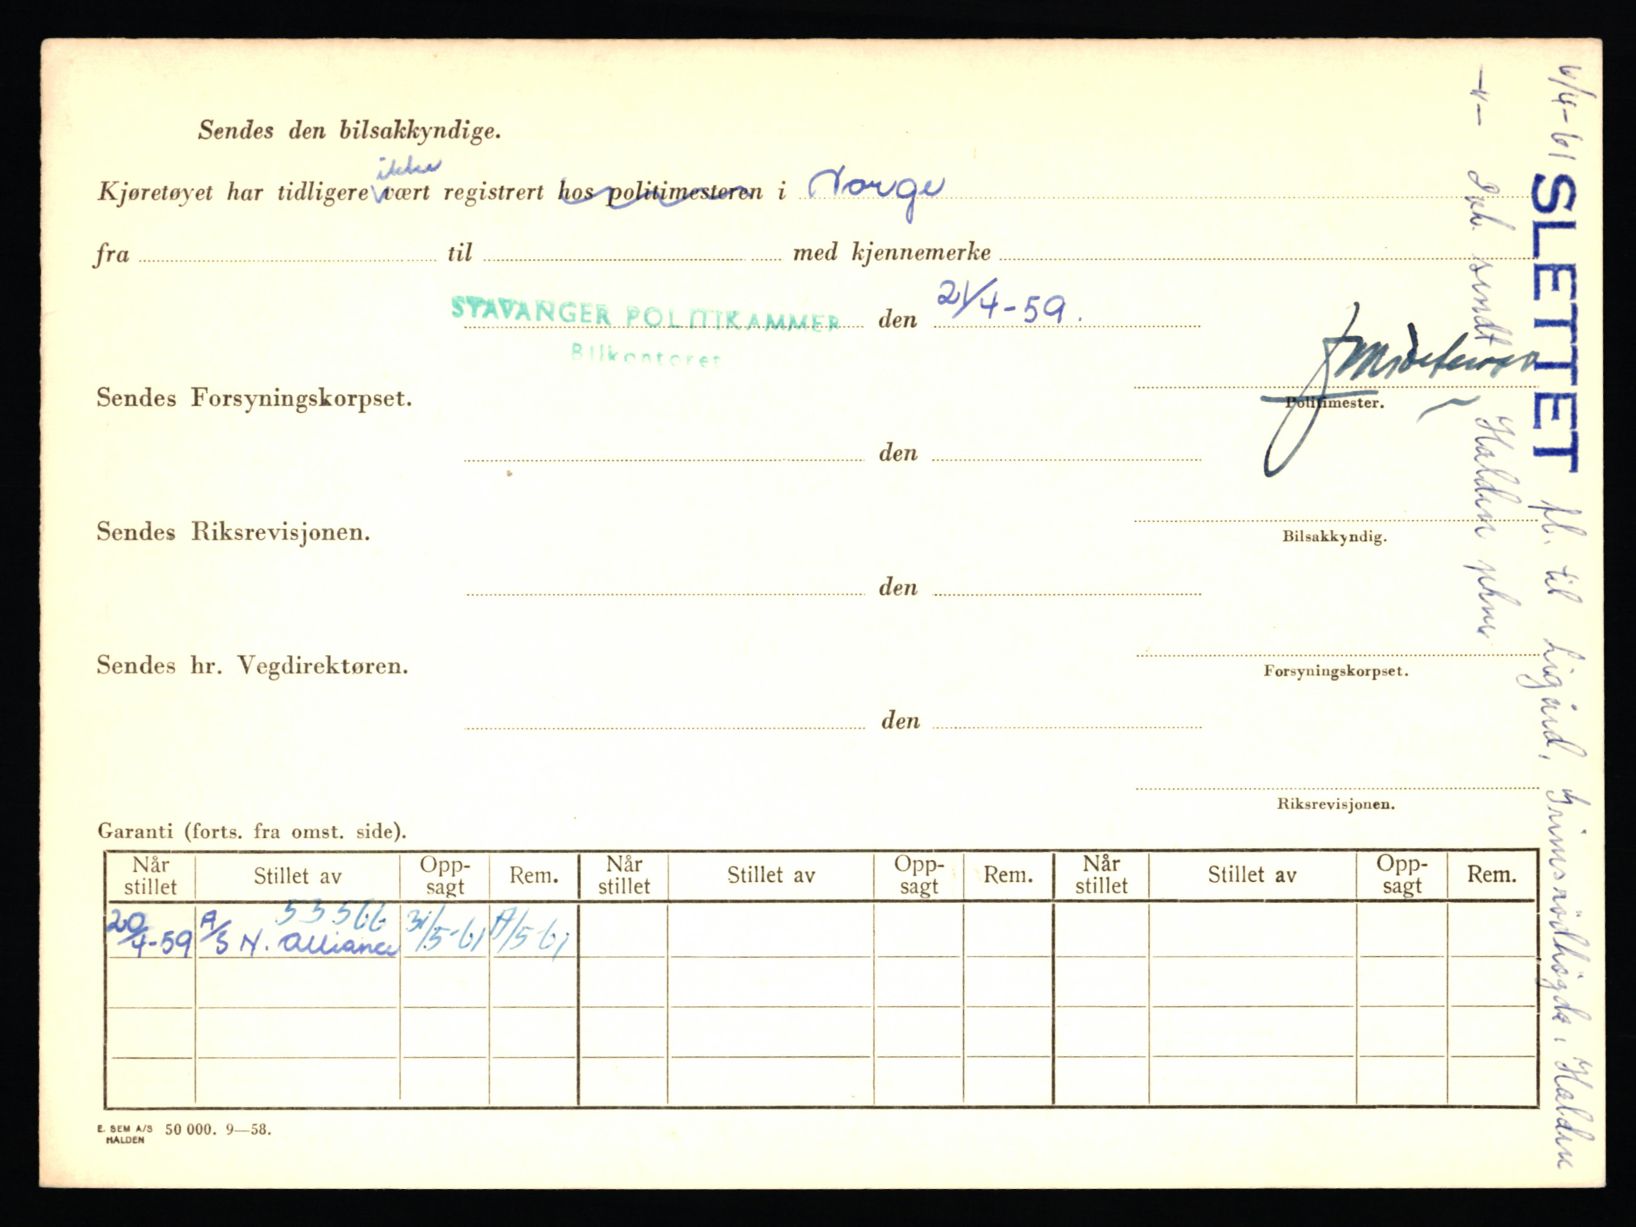 Sendes den bilsakkyndige.
ikke
Kjøretøyet har tidligere vært registrert hos politimesteren i Norge
fra til med kjennemerke
STAVANGER POLITIKAMMER den 21/4-59.
Bilkontoret
Sendes Forsyningskorpset.
Politimester.
den
Sendes Riksrevisjonen.
Bilsakkyndig.
den
Sendes hr. Vegdirektøren.
Forsyningskorpset.
den
Riksrevisjonen.
Garanti (forts. fra omst. side).
Når stillet Stillet av Opp-sagt Rem. Når stillet Stillet av Opp-sagt Rem. Når stillet Stillet av Opp-sagt Rem.
53566
20/4-59 A/S N. Alliance 31/5-61 A/5-61
E. SEM A/S HALDEN 50 000. 9—58.
6/4-61 SLETTET fl. til Halden
—"— sendt Halden